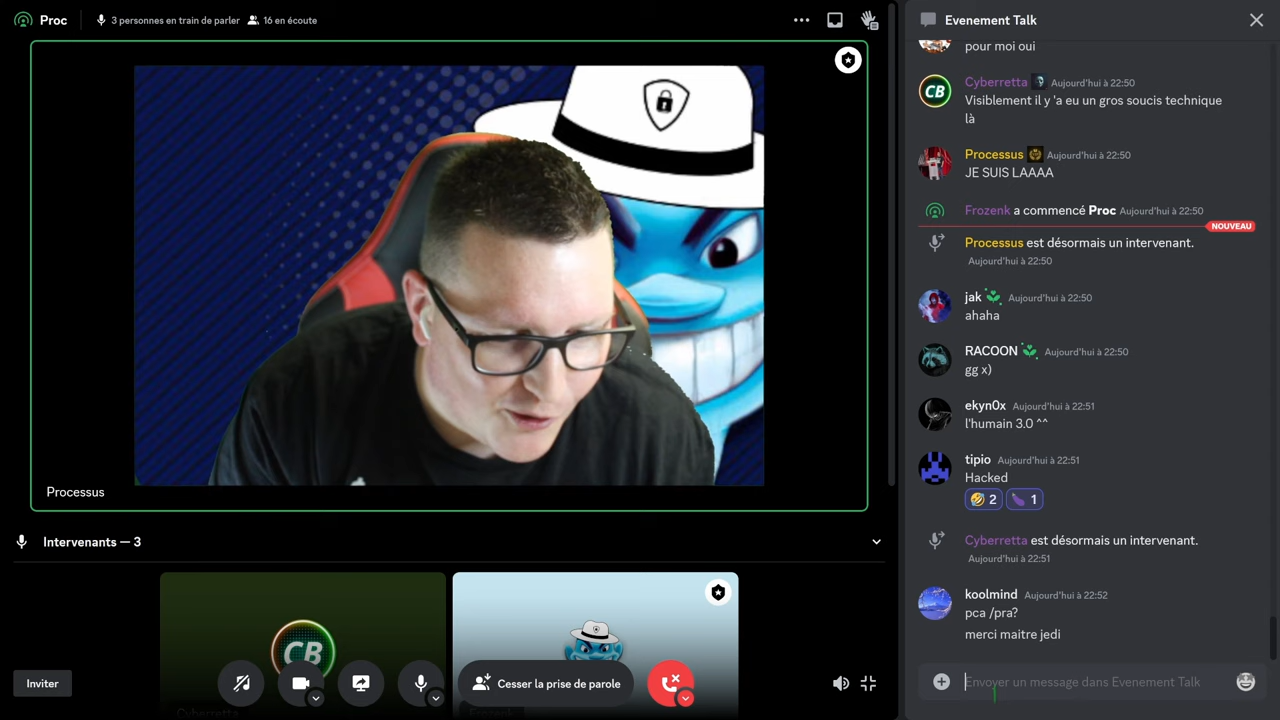 Proc
3 personnes en train de parler
16 en écoute
Processus
Intervenants — 3
CB
Inviter
Cesser la prise de parole
Evenement Talk
pour moi oui
CB
Cyberretta Aujourd'hui à 22:50
Visiblement il y 'a eu un gros soucis technique
là
Processus Aujourd'hui à 22:50
JE SUIS LAAAA
Frozenk a commencé Proc Aujourd'hui à 22:50
NOUVEAU
Processus est désormais un intervenant.
Aujourd'hui à 22:50
jak Aujourd'hui à 22:50
ahaha
RACOON Aujourd'hui à 22:50
gg x)
ekyn0x Aujourd'hui à 22:51
l'humain 3.0 ^^
tipio Aujourd'hui à 22:51
Hacked
2
1
Cyberretta est désormais un intervenant.
Aujourd'hui à 22:51
koolmind Aujourd'hui à 22:52
pca /pra?
merci maitre jedi
Envoyer un message dans Evenement Talk